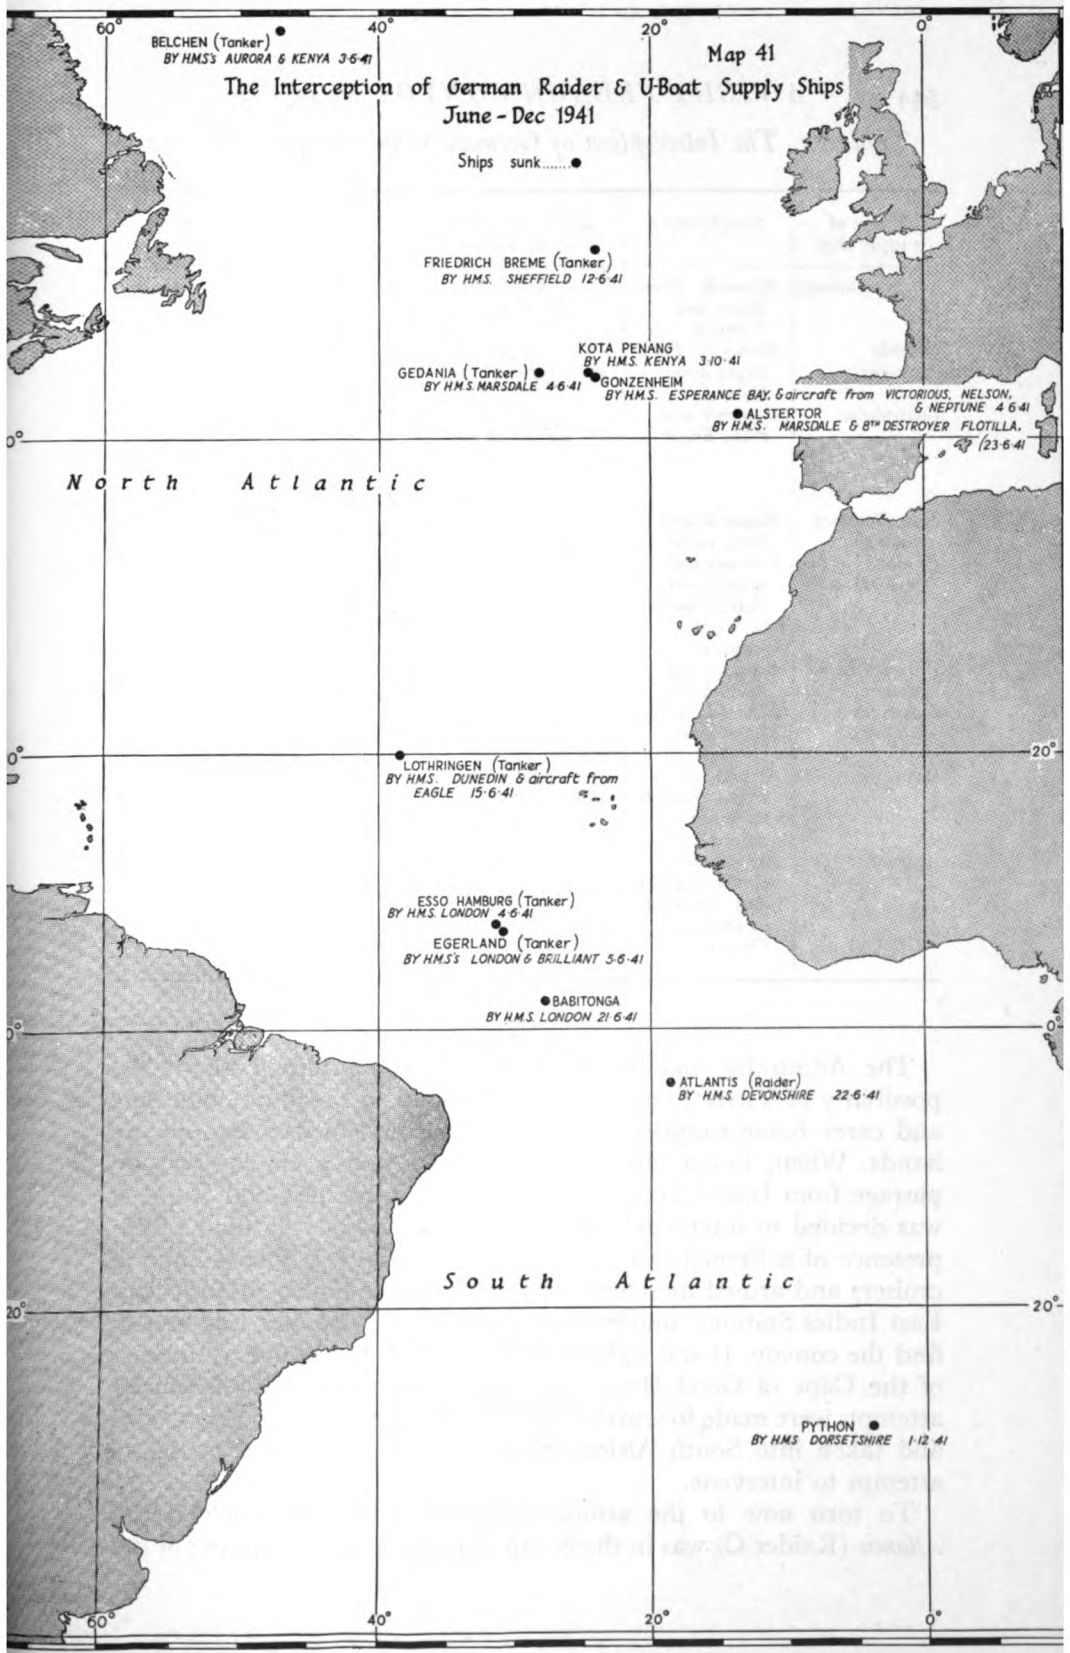 60° 40° 20° 0°
BELCHEN (Tanker)
BY H.M.S's AURORA & KENYA 3·6·41
Map 41
The Interception of German Raider & U-Boat Supply Ships
June - Dec 1941
Ships sunk.......
FRIEDRICH BREME (Tanker)
BY H.M.S. SHEFFIELD 12·6·41
KOTA PENANG
BY H.M.S. KENYA 3·10·41
GEDANIA (Tanker)
BY H.M.S. MARSDALE 4·6·41
GONZENHEIM
BY H.M.S. ESPERANCE BAY, & aircraft from VICTORIOUS, NELSON,
& NEPTUNE 4·6·41
ALSTERTOR
BY H.M.S. MARSDALE & 8TH DESTROYER FLOTILLA,
23·6·41
0°
North Atlantic
0° 20°
LOTHRINGEN (Tanker)
BY H.M.S. DUNEDIN & aircraft from
EAGLE 15·6·41
ESSO HAMBURG (Tanker)
BY H.M.S. LONDON 4·6·41
EGERLAND (Tanker)
BY H.M.S's LONDON & BRILLIANT 5·6·41
BABITONGA
BY H.M.S. LONDON 21·6·41
0° 0°
ATLANTIS (Raider)
BY H.M.S. DEVONSHIRE 22·6·41
South Atlantic
20° 20°
PYTHON
BY H.M.S DORSETSHIRE 1·12·41
60° 40° 20° 0°